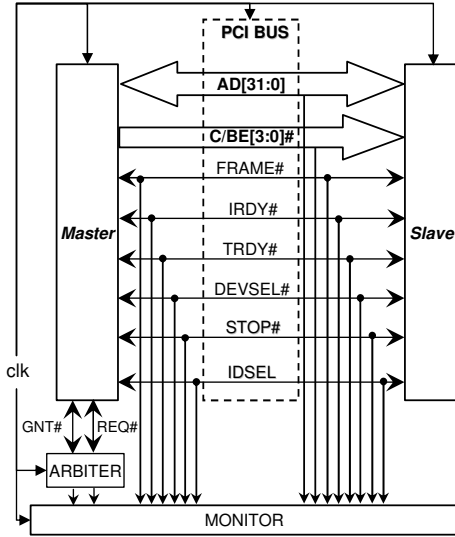 PCI BUS
AD[31:0]
C/BE[3:0]#
FRAME#
IRDY#
Master
Slave
TRDY#
DEVSEL#
STOP#
clk
IDSEL
GNT#
REQ#
ARBITER
MONITOR